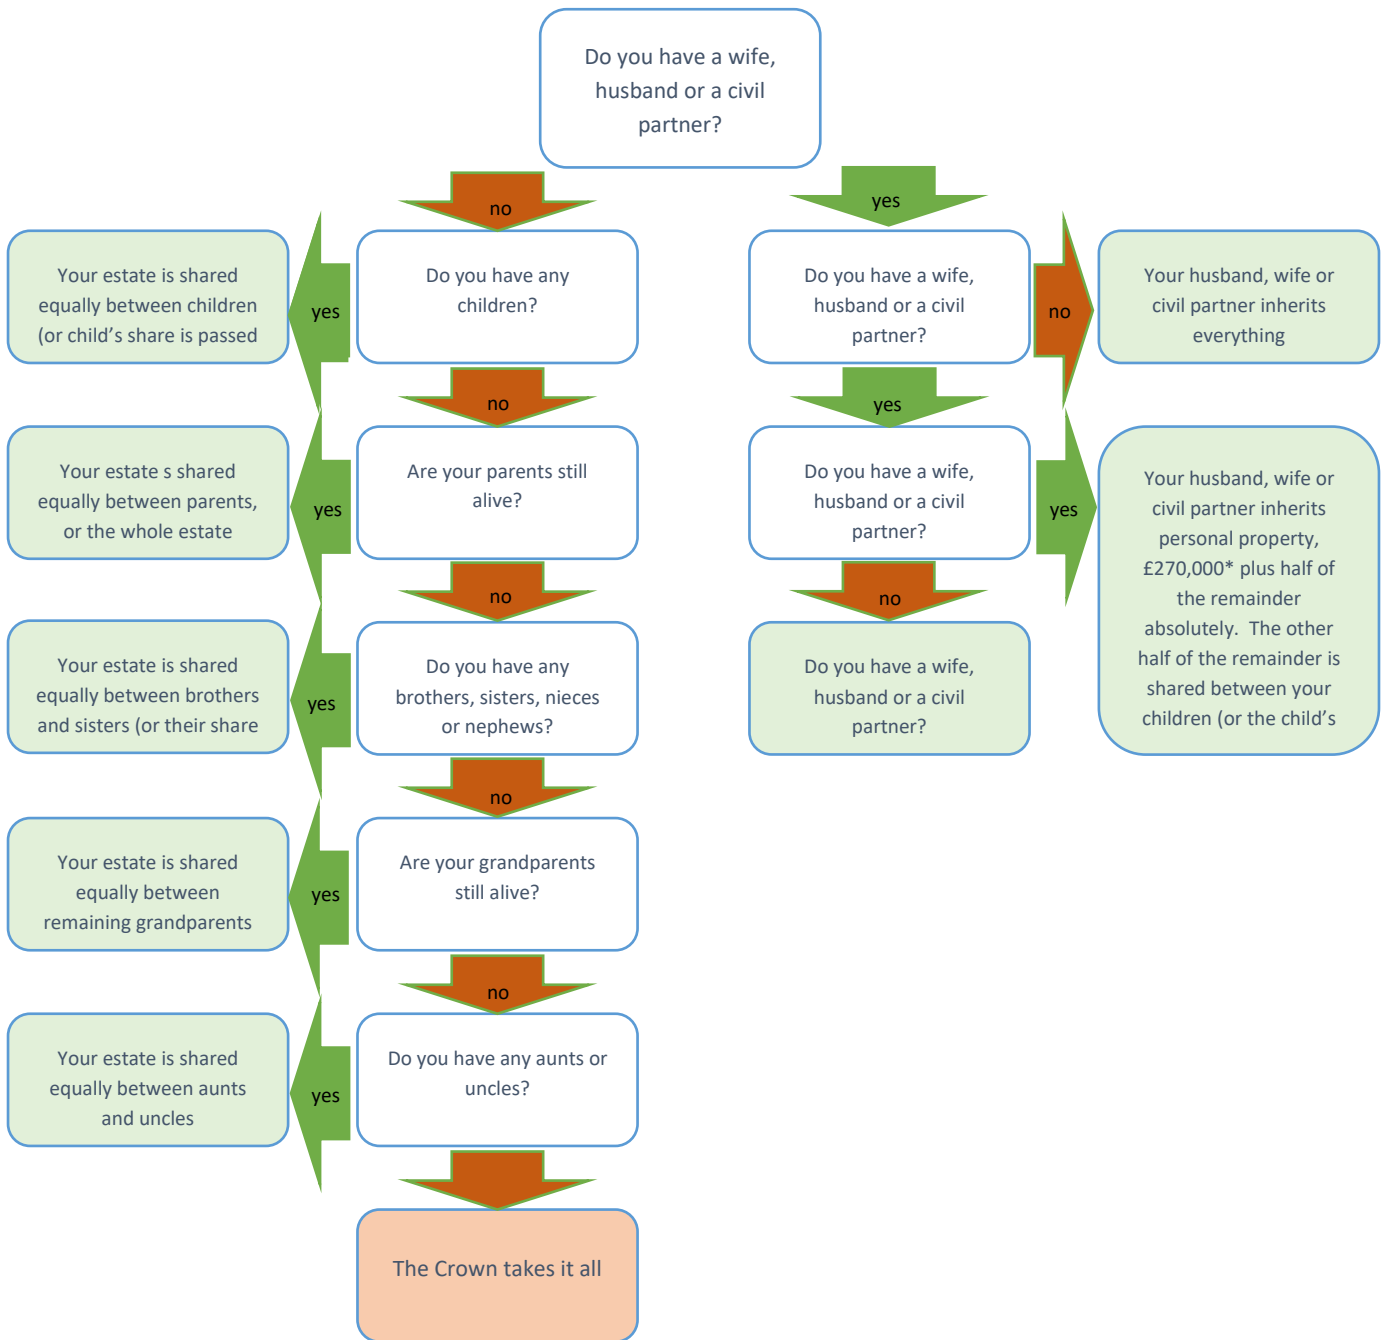 Do you have a wife,
husband or a civil
partner?
no
yes
Your estate is shared
equally between children
(or child's share is passed
yes
Do you have any
children?
Do you have a wife,
husband or a civil
partner?
no
Your husband, wife or
civil partner inherits
everything
no
yes
Your estate s shared
equally between parents,
or the whole estate
yes
Are your parents still
alive?
Do you have a wife,
husband or a civil
partner?
yes
Your husband, wife or
civil partner inherits
personal property,
£270,000* plus half of
the remainder
absolutely. The other
half of the remainder is
shared between your
children (or the child's
no
no
Your estate is shared
equally between brothers
and sisters (or their share
yes
Do you have any
brothers, sisters, nieces
or nephews?
Do you have a wife,
husband or a civil
partner?
no
Your estate is shared
equally between
remaining grandparents
yes
Are your grandparents
still alive?
no
Your estate is shared
equally between aunts
and uncles
yes
Do you have any aunts or
uncles?
The Crown takes it all